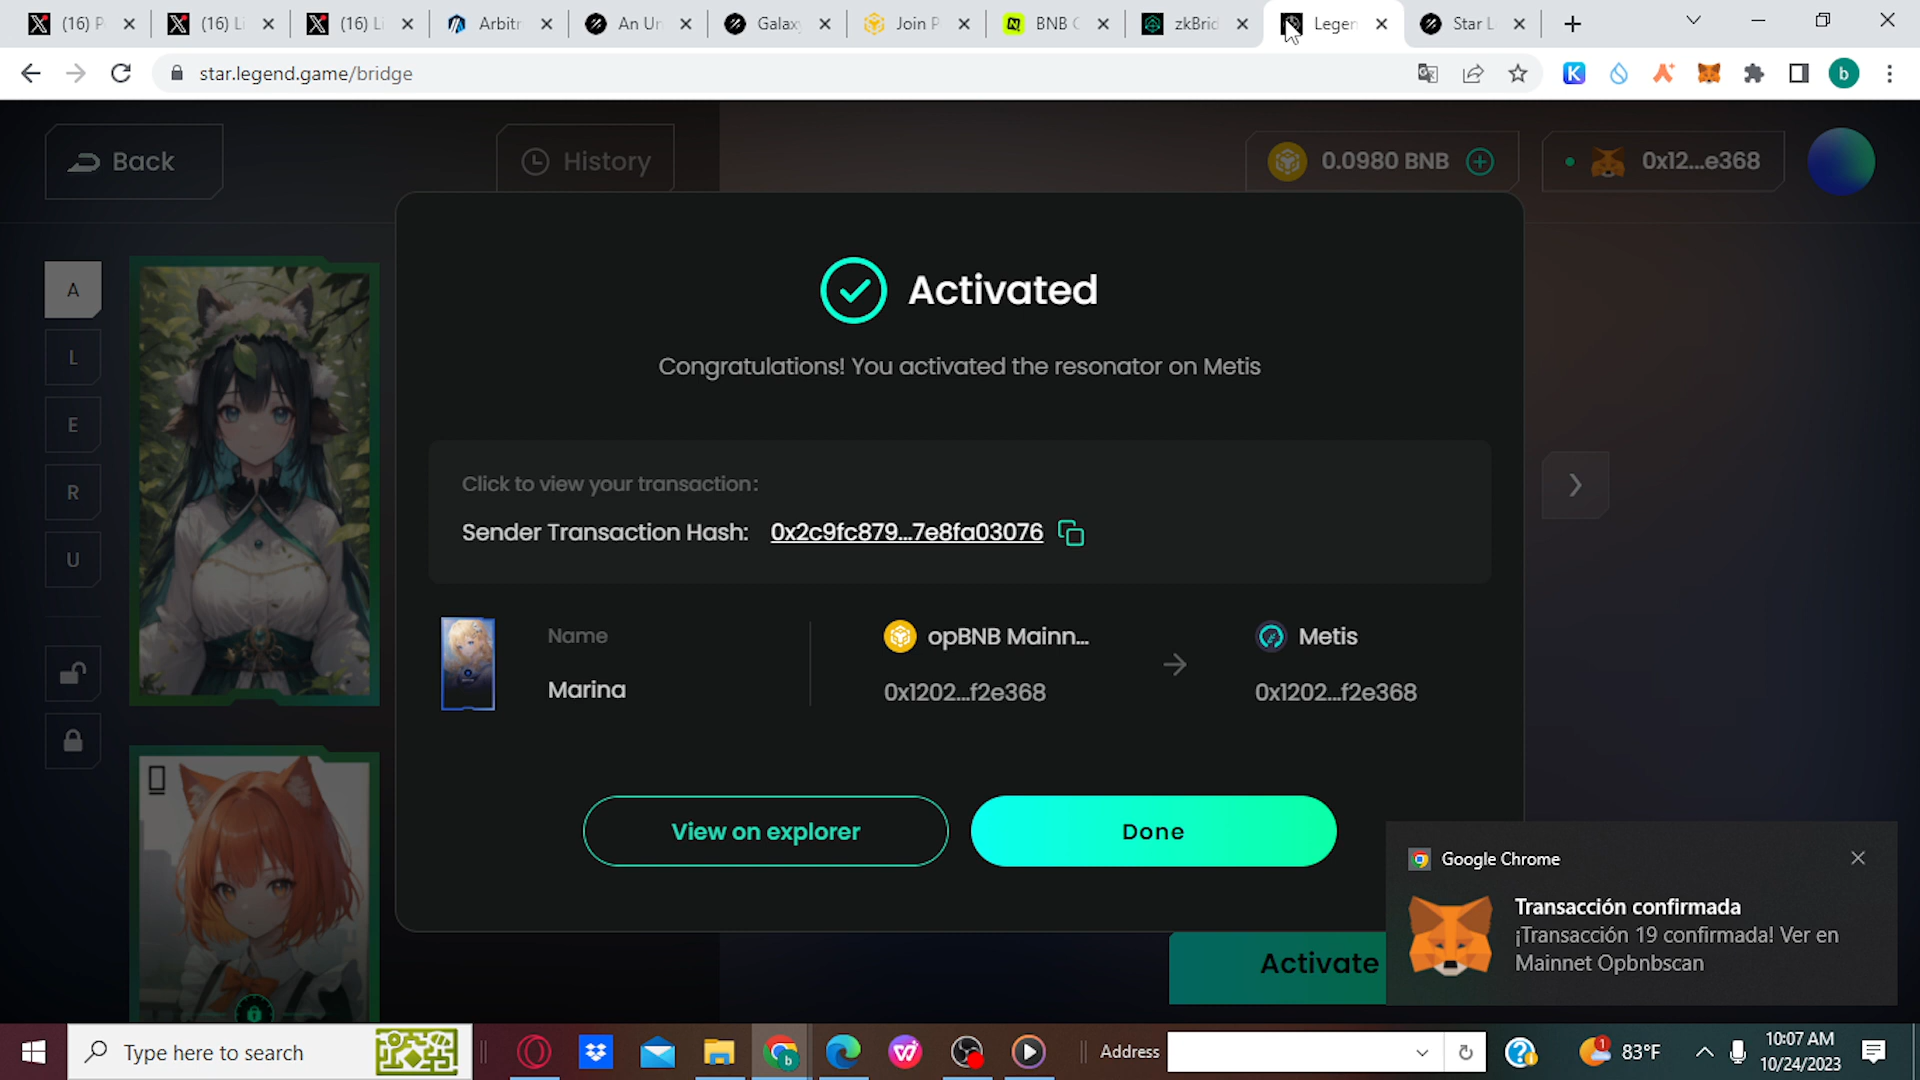 (16) P
(16) Li
(16) Li
Arbitr
An Un
Galax
Join P
BNB C
zkBrid
Legen
Star L
star.legend.game/bridge
b
Back
History
0.0980 BNB
0x12...e368
A
L
E
R
U
Activated
Congratulations! You activated the resonator on Metis
Click to view your transaction:
Sender Transaction Hash: 0x2c9fc879...7e8fa03076
Name
Marina
opBNB Mainn...
0x1202...f2e368
Metis
0x1202...f2e368
View on explorer
Done
Activate
Google Chrome
Transacción confirmada
¡Transacción 19 confirmada! Ver en
Mainnet Opbnbscan
Type here to search
Address
1
83°F
10:07 AM
10/24/2023